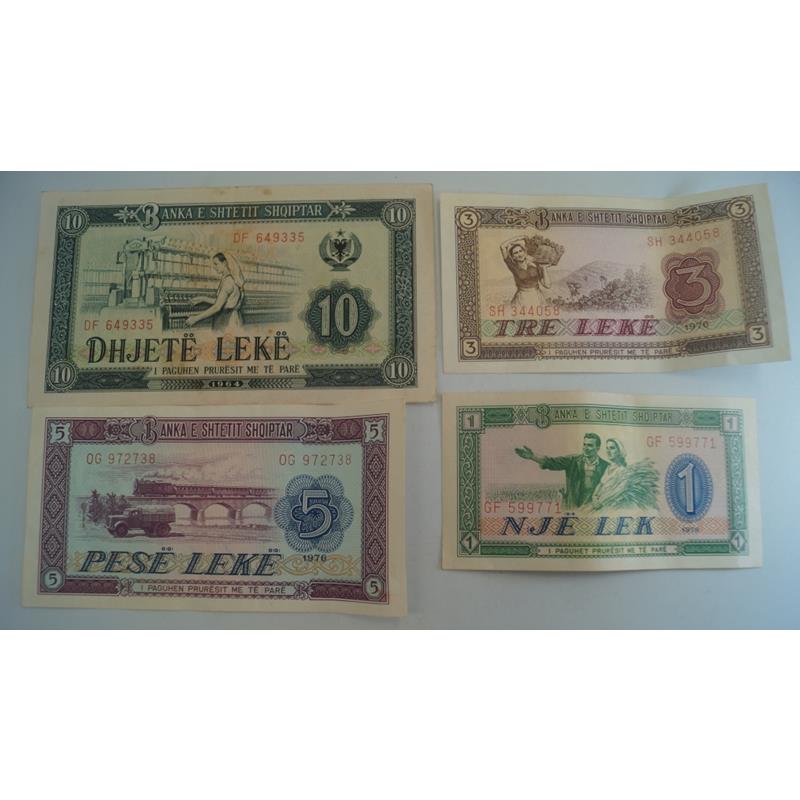 10 BANKA E SHTETIT SHQIPTAR 10
DF 649335
DF 649335
10
DHJETË LEKË
10 I PAGUHEN PRURËSIT ME TË PARË 10
1964
3 BANKA E SHTETIT SHQIPTAR 3
SH 344058
3
SH 344058
TRE LEKË
1976
3 I PAGUHEN PRURËSIT ME TË PARË 3
5 BANKA E SHTETIT SHQIPTAR 5
OG 972738 OG 972738
5
PESË LEKË
1976
5 I PAGUHEN PRURËSIT ME TË PARË 5
1 BANKA E SHTETIT SHQIPTAR 1
GF 599771
1
GF 599771
NJË LEK
1976
1 I PAGUHET PRURËSIT ME TË PARË 1